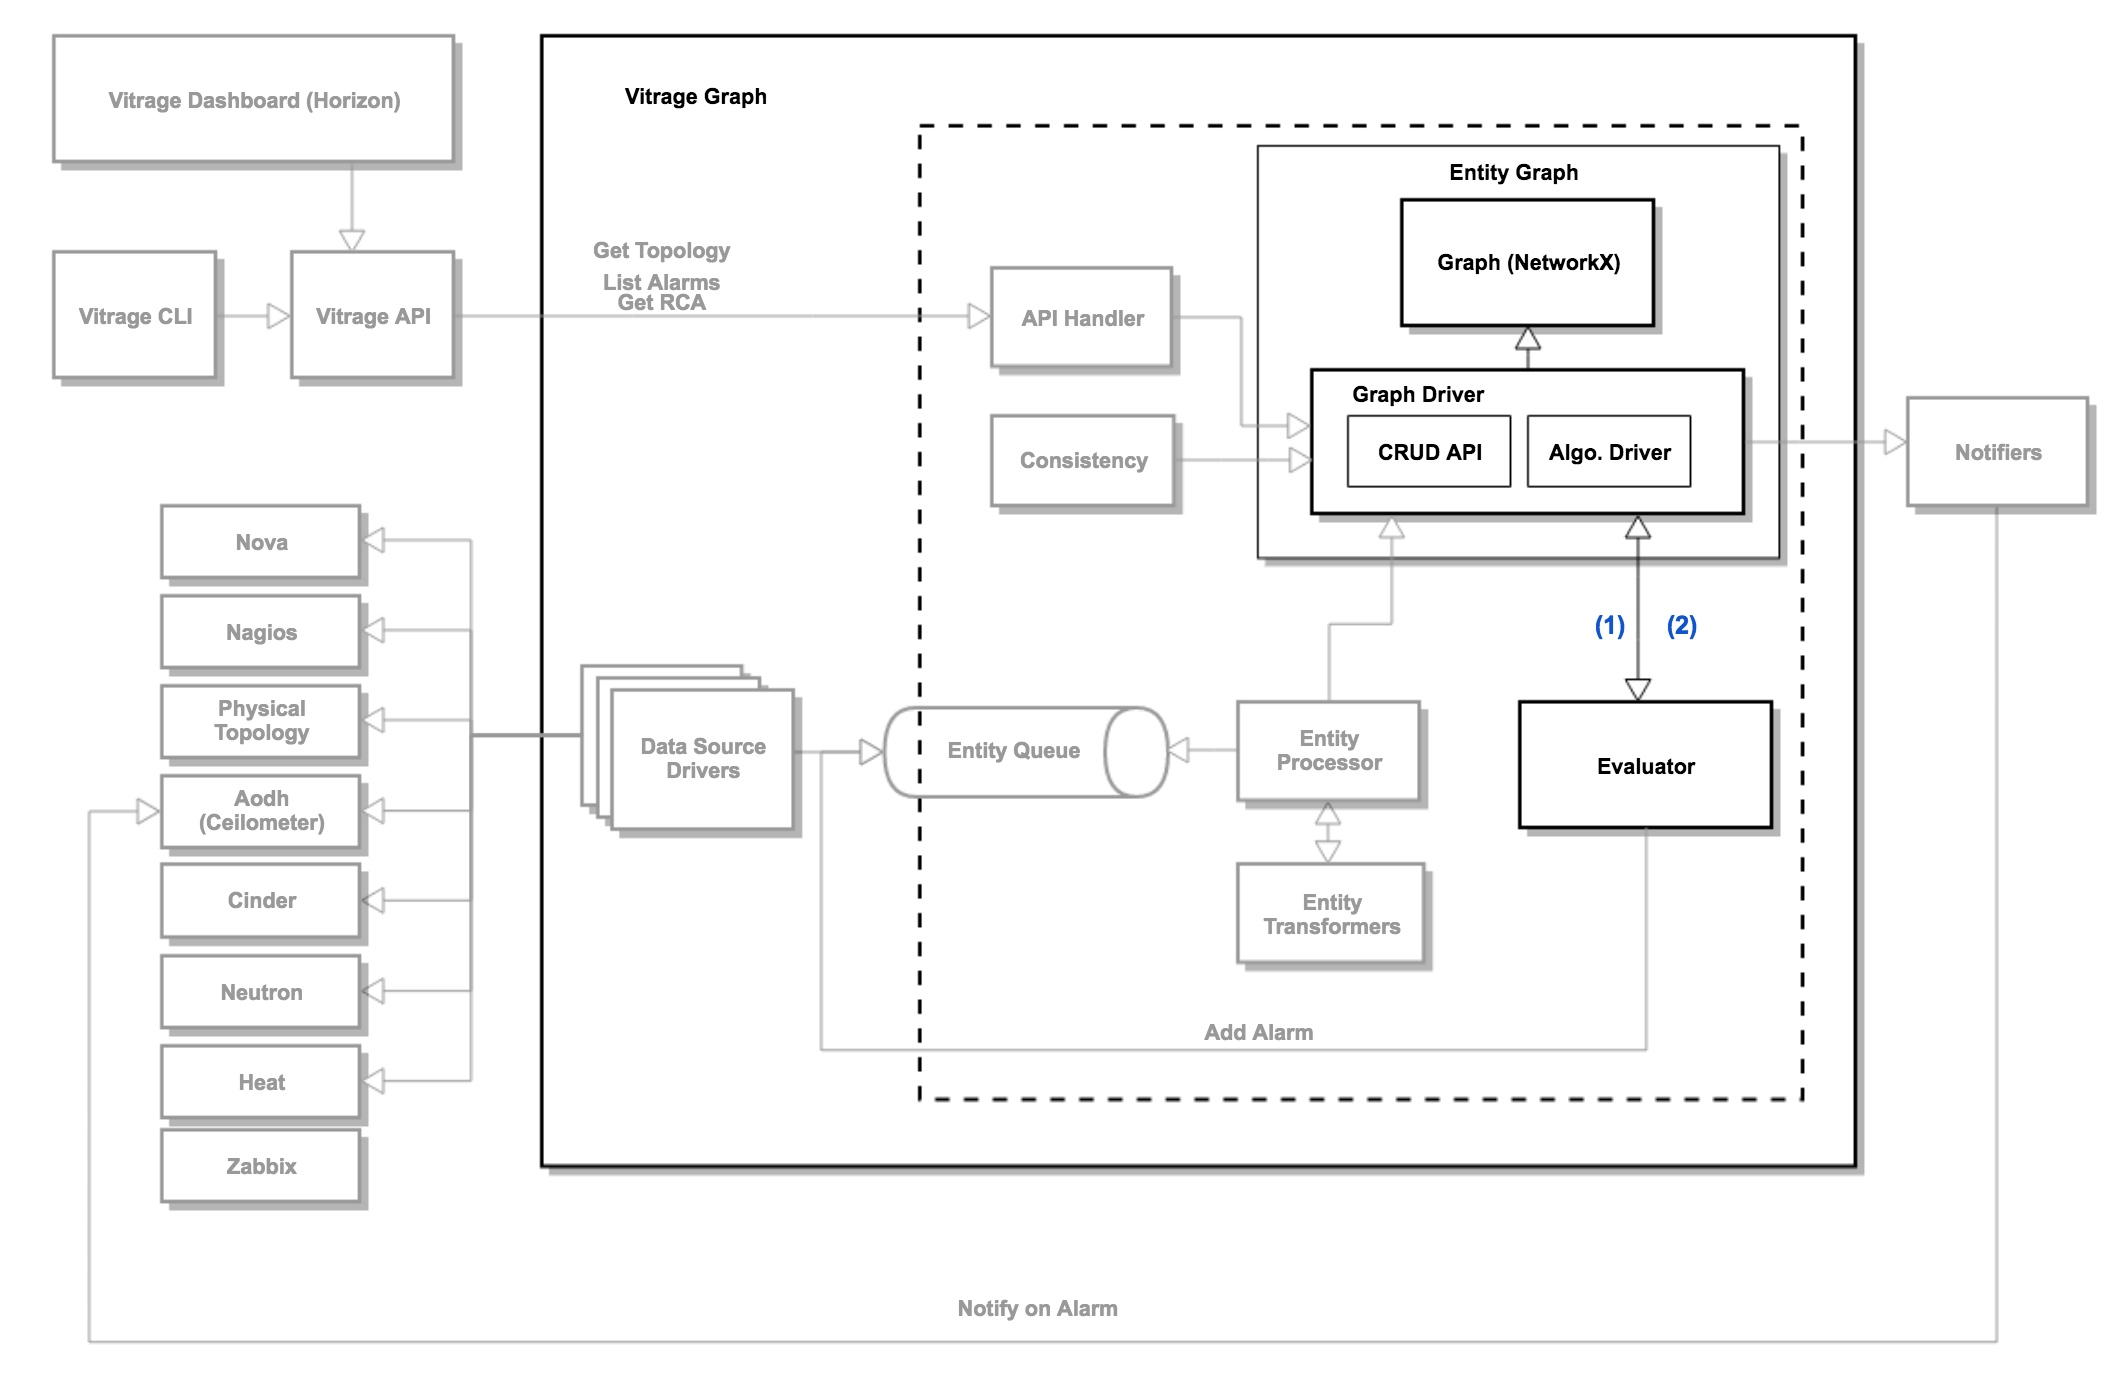 Vitrage Dashboard (Horizon)
Vitrage Graph
Entity Graph
Graph (NetworkX)
Get Topology
List Alarms
Get RCA
Vitrage CLI
Vitrage API
API Handler
Graph Driver
CRUD API
Algo. Driver
Consistency
Notifiers
Nova
Nagios
Physical
Topology
Aodh
(Ceilometer)
Cinder
Neutron
Heat
Zabbix
(1)
(2)
Data Source
Drivers
Entity Queue
Entity
Processor
Evaluator
Entity
Transformers
Add Alarm
Notify on Alarm